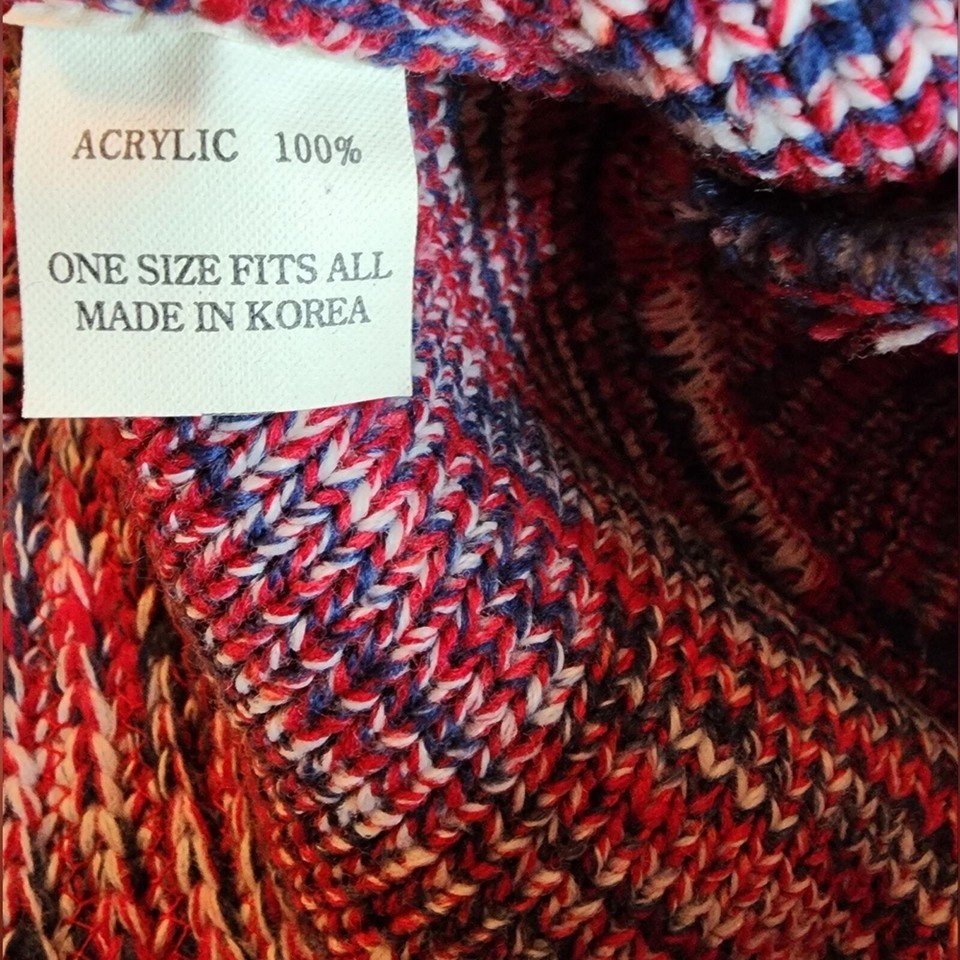 ACRYLIC 100%
ONE SIZE FITS ALL
MADE IN KOREA